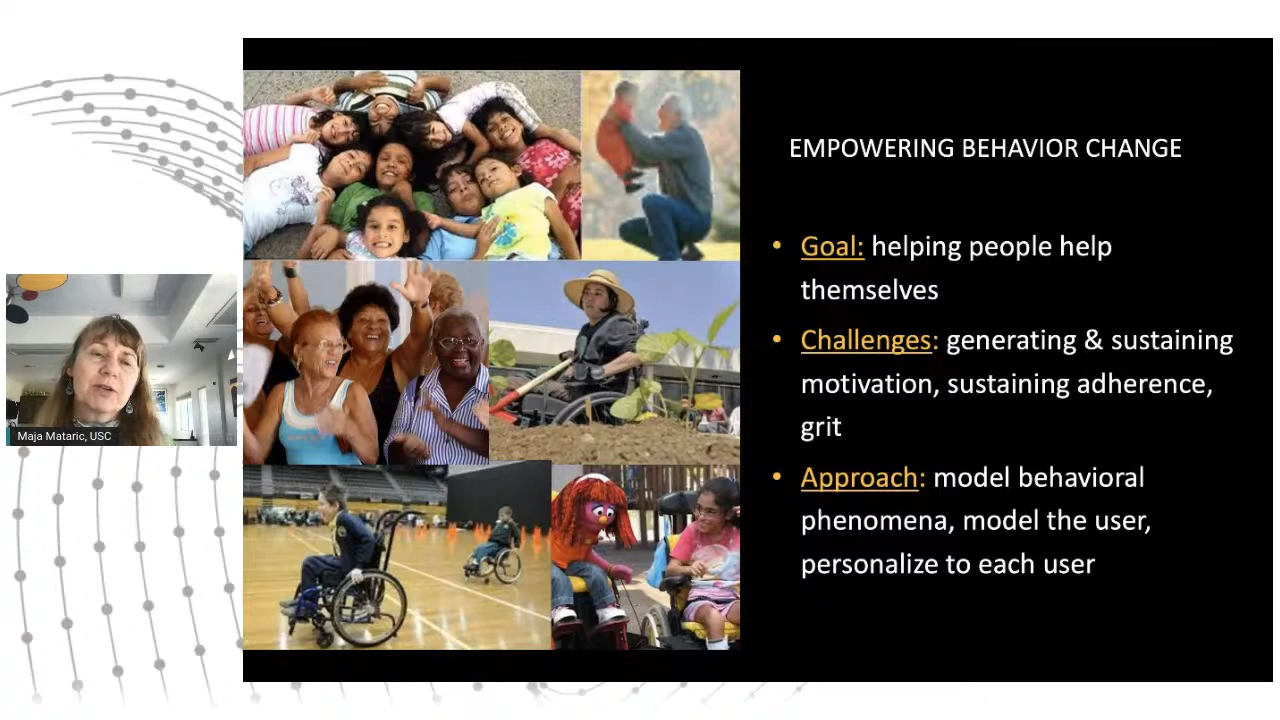 EMPOWERING BEHAVIOR CHANGE
• Goal: helping people help
themselves
• Challenges: generating & sustaining
motivation, sustaining adherence,
grit
• Approach: model behavioral
phenomena, model the user,
personalize to each user
Maja Mataric, USC